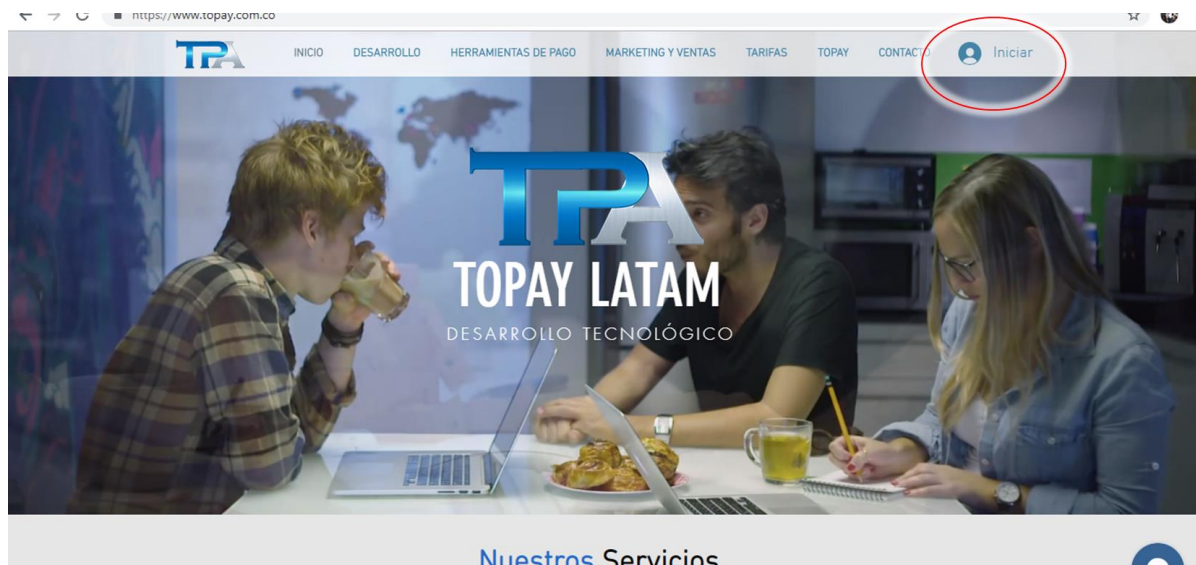 https://www.topay.com.co
TPA INICIO DESARROLLO HERRAMIENTAS DE PAGO MARKETING Y VENTAS TARIFAS TOPAY CONTACTO Iniciar
TPA
TOPAY LATAM
DESARROLLO TECNOLÓGICO
Nuestros Servicios